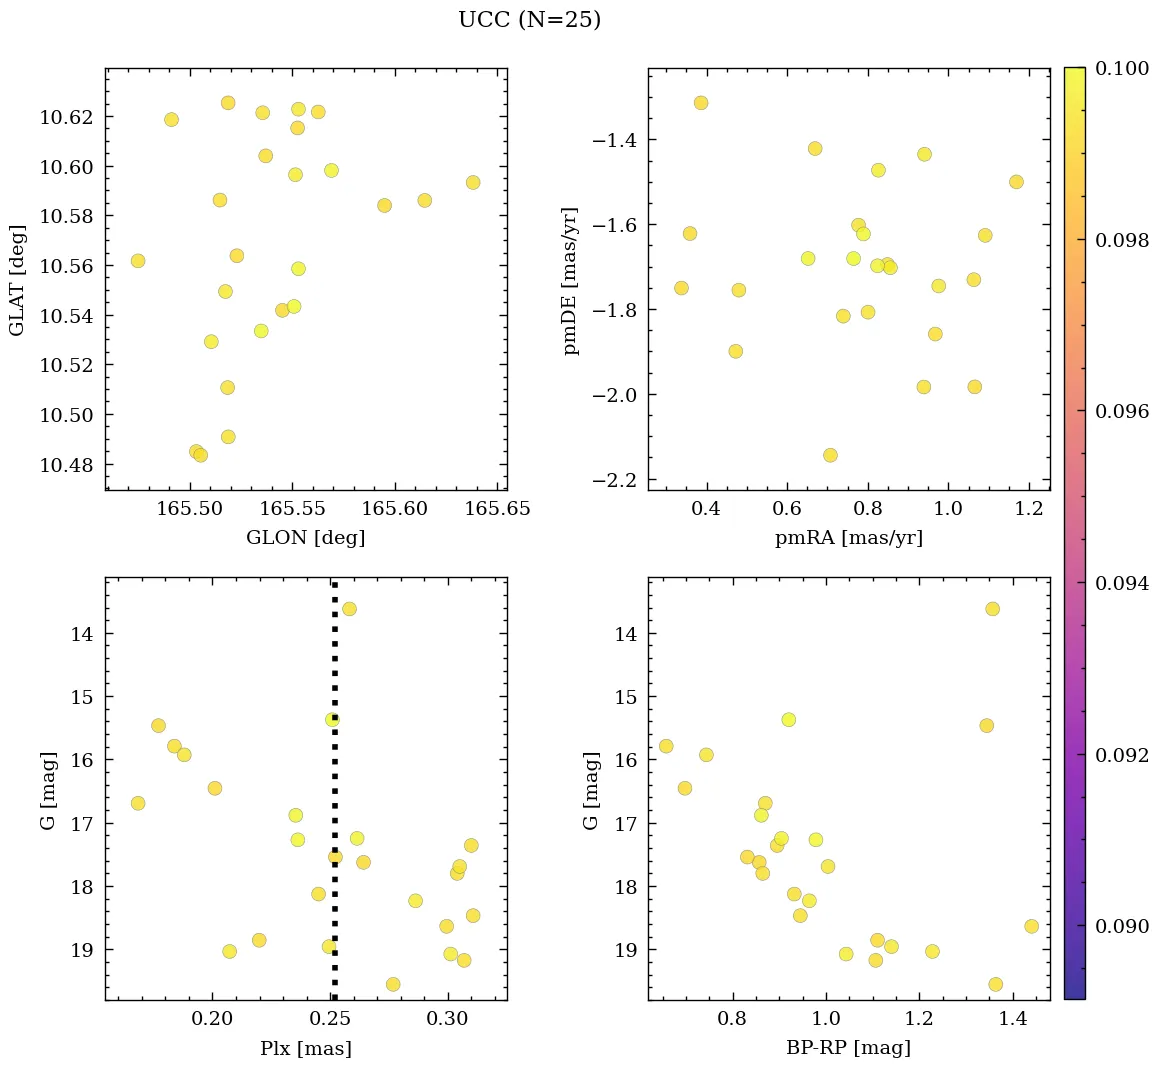 UCC (N=25)
10.62
10.60
10.58
10.56
10.54
10.52
10.50
10.48
GLAT [deg]
165.50 165.55 165.60 165.65
GLON [deg]
−1.4
−1.6
−1.8
−2.0
−2.2
pmDE [mas/yr]
0.4 0.6 0.8 1.0 1.2
pmRA [mas/yr]
14
15
16
17
18
19
G [mag]
0.20 0.25 0.30
Plx [mas]
14
15
16
17
18
19
G [mag]
0.8 1.0 1.2 1.4
BP-RP [mag]
0.100
0.098
0.096
0.094
0.092
0.090